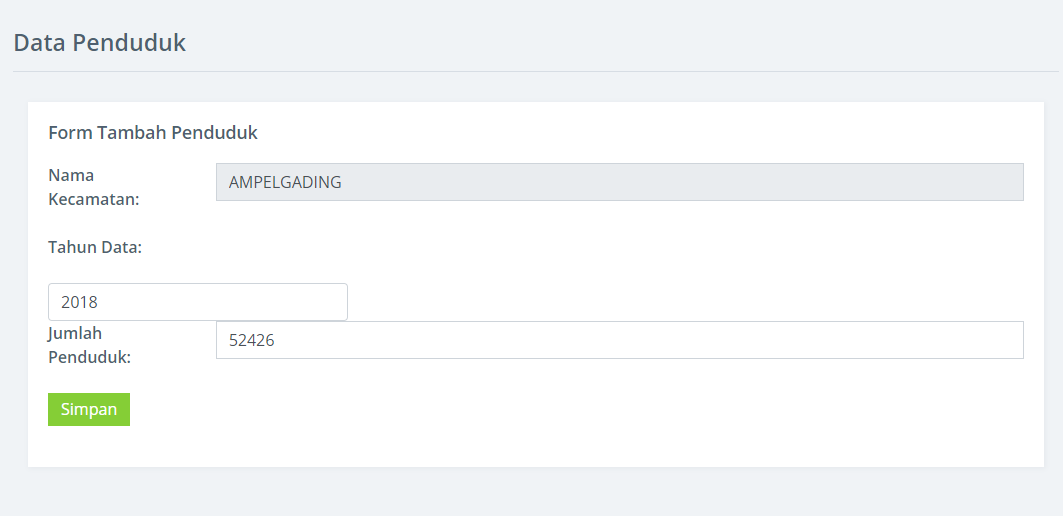 Data Penduduk
Form Tambah Penduduk
Nama
Kecamatan:
AMPELGADING
Tahun Data:
2018
Jumlah
Penduduk:
52426
Simpan